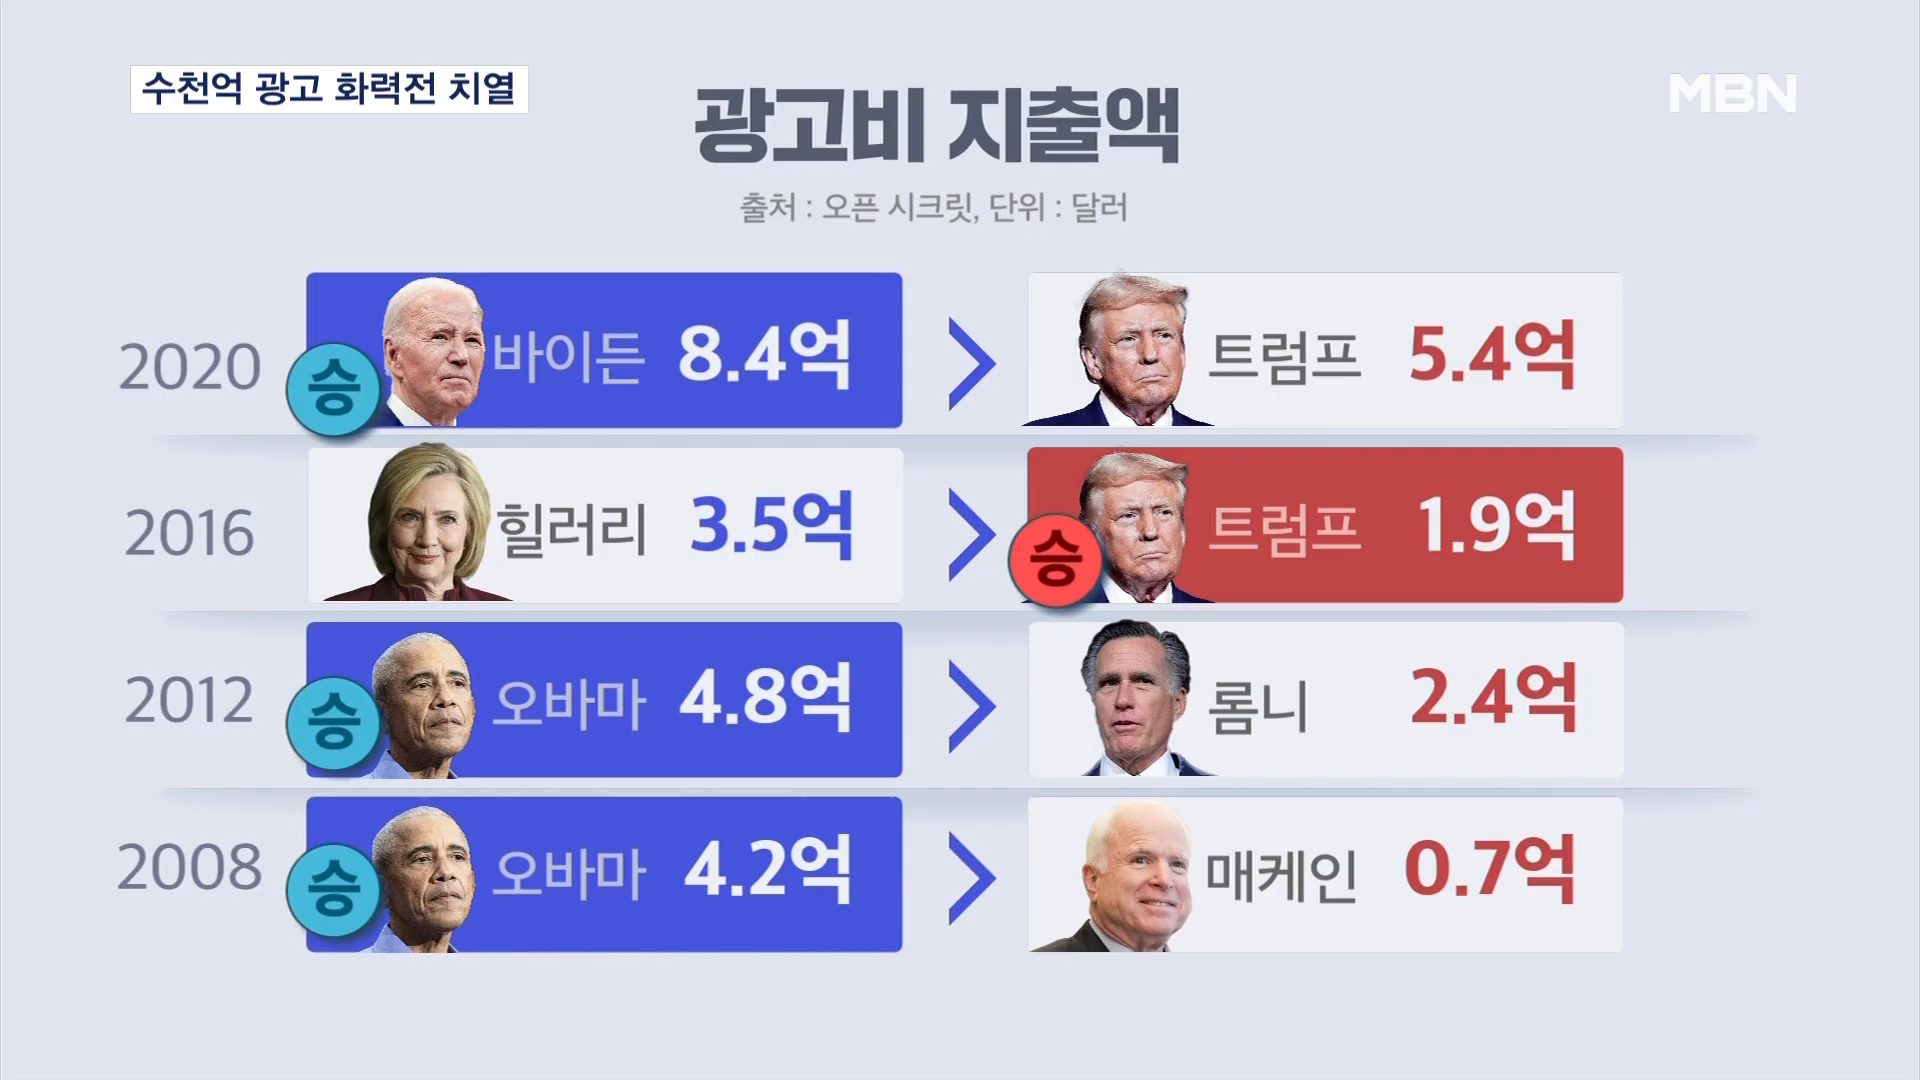 수천억 광고 화력전 치열
MBN
광고비 지출액
출처 : 오픈 시크릿, 단위 : 달러
2020 승 바이든 8.4억 > 트럼프 5.4억
2016 힐러리 3.5억 > 승 트럼프 1.9억
2012 승 오바마 4.8억 > 롬니 2.4억
2008 승 오바마 4.2억 > 매케인 0.7억